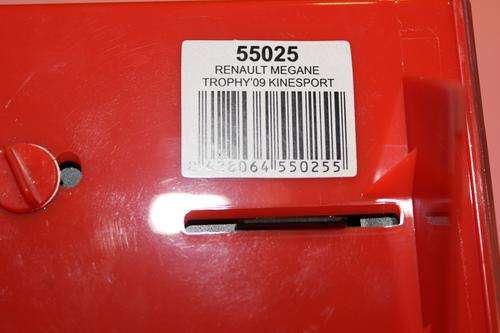 55025
RENAULT MEGANE
TROPHY'09 KINESPORT
550255